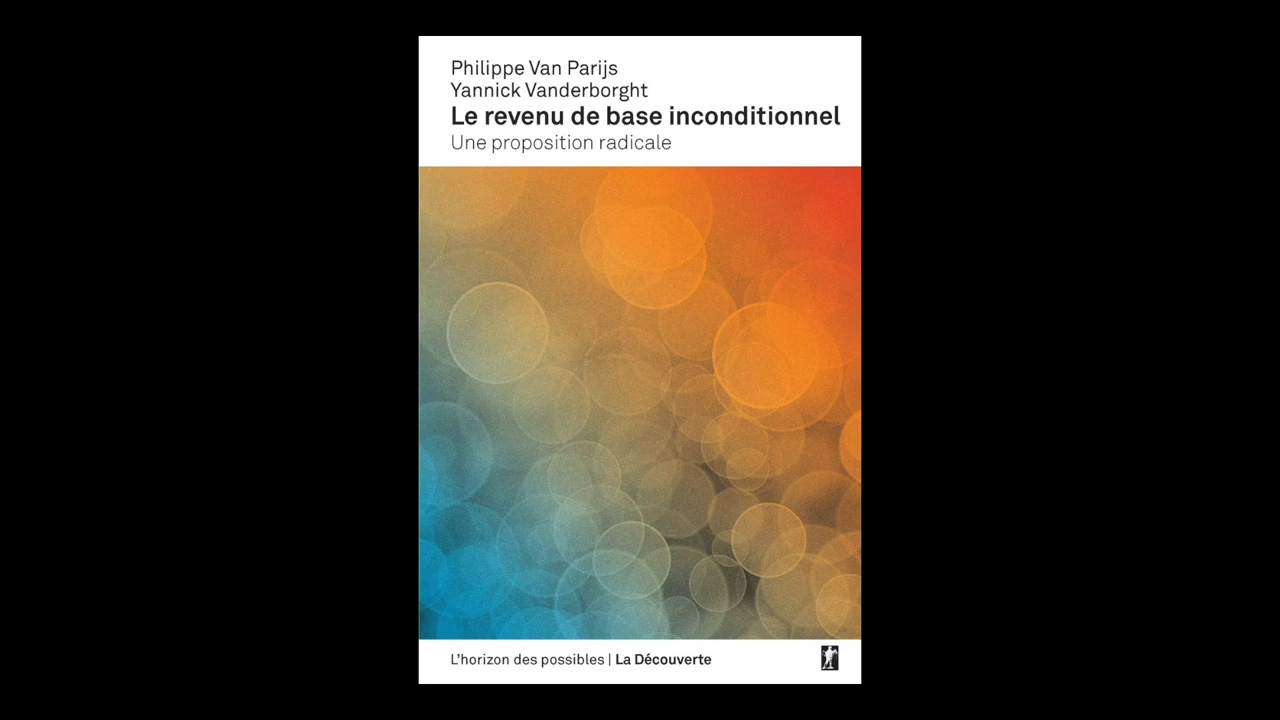 Philippe Van Parijs
Yannick Vanderborght
Le revenu de base inconditionnel
Une proposition radicale
L'horizon des possibles | La Découverte